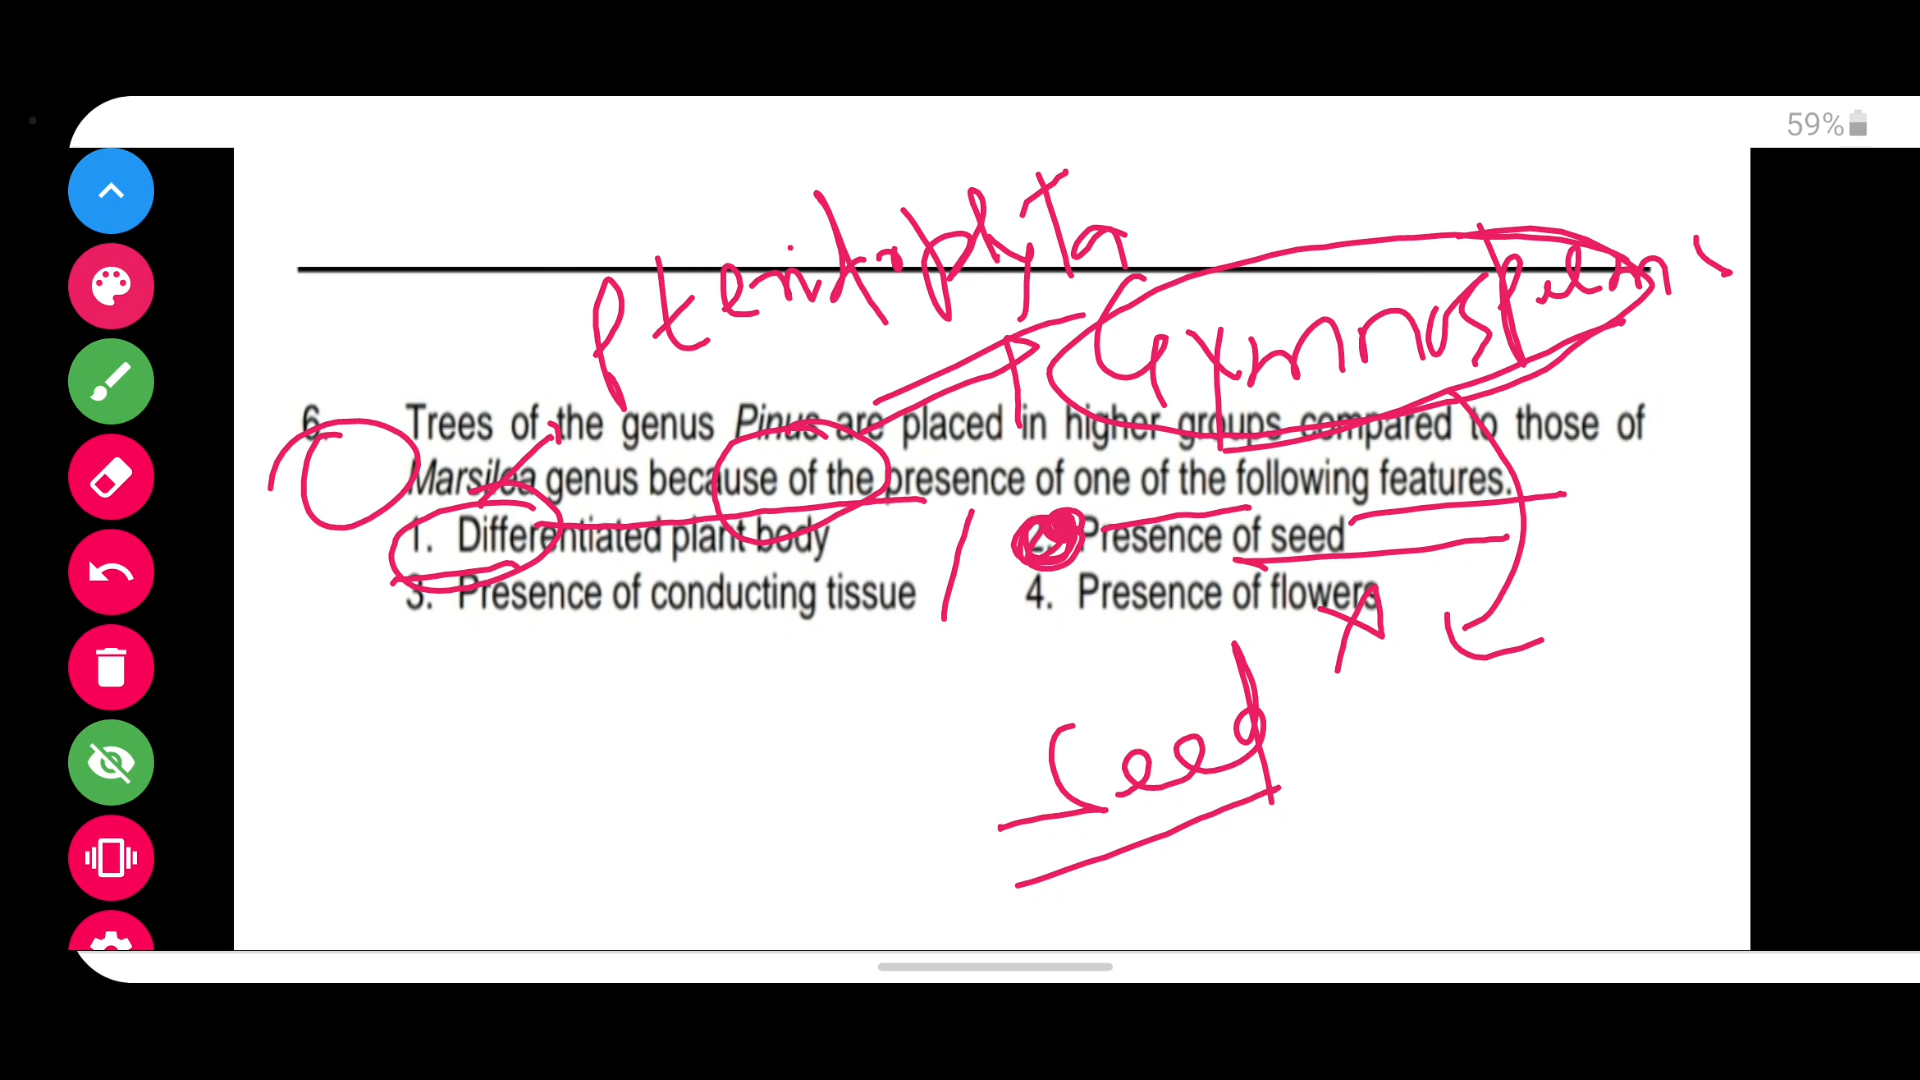 59%
Pteridophyta
Gymnosperms
6. Trees of the genus Pinus are placed in higher groups compared to those of
Marsilea genus because of the presence of one of the following features.
1. Differentiated plant body 2. Presence of seed
3. Presence of conducting tissue 4. Presence of flowers
Seed